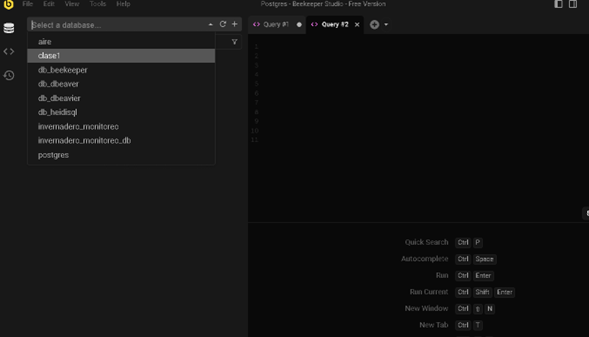 File Edit View Tools Help
Postgres - Beekeeper Studio - Free Version
Select a database...
Query #1
Query #2
aire
clase1
db_beekeeper
db_dbeaver
db_dbeavier
db_heidisql
invernadero_monitoreo
invernadero_monitoreo_db
postgres
1
2
3
4
5
6
7
8
9
10
11
12
Quick Search Ctrl P
Autocomplete Ctrl Space
Run Ctrl Enter
Run Current Ctrl Shift Enter
New Window Ctrl ⇧ N
New Tab Ctrl T